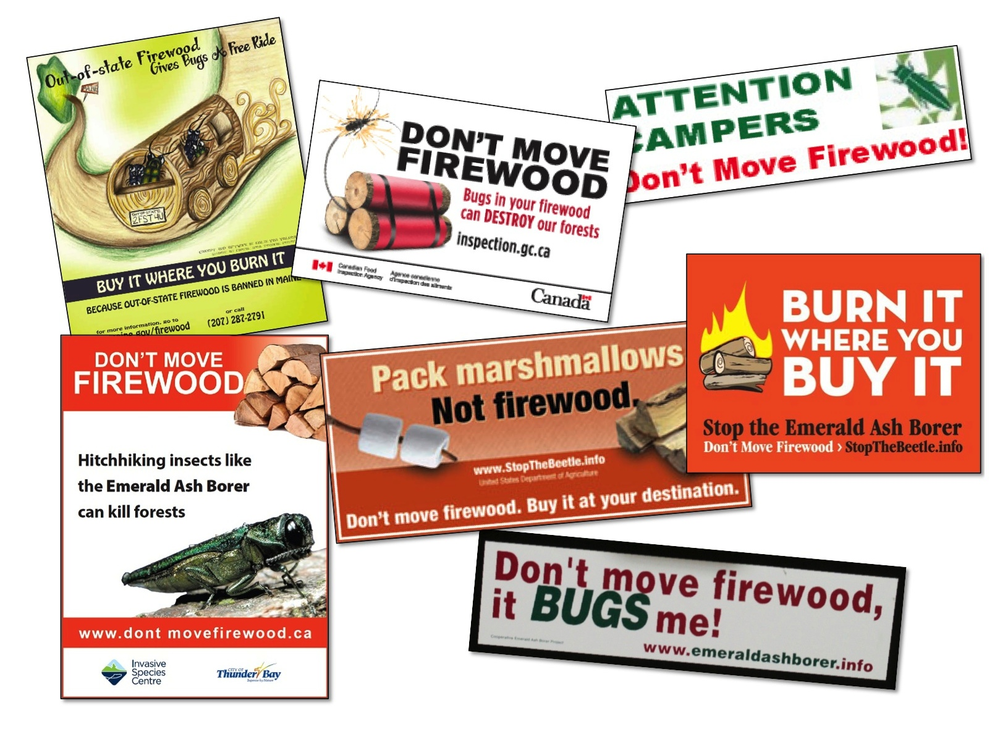 Out-of-state Firewood
Gives Bugs A Free Ride
MAINE
OUT OF STATE
2FST4U
BUY IT WHERE YOU BURN IT
BECAUSE OUT-OF-STATE FIREWOOD IS BANNED IN MAINE
for more information, go to
maine.gov/firewood
or call
(207) 287-2791
DON'T MOVE
FIREWOOD
Bugs in your firewood
can DESTROY our forests
inspection.gc.ca
Canadian Food
Inspection Agency
Agence canadienne
d'inspection des aliments
Canada
ATTENTION
CAMPERS
Don't Move Firewood!
DON'T MOVE
FIREWOOD
Hitchhiking insects like
the Emerald Ash Borer
can kill forests
www.dont movefirewood.ca
Invasive
Species
Centre
CITY OF
Thunder Bay
Superior by Nature
Pack marshmallows
Not firewood.
www.StopTheBeetle.info
United States Department of Agriculture
Don't move firewood. Buy it at your destination.
BURN IT
WHERE YOU
BUY IT
Stop the Emerald Ash Borer
Don't Move Firewood > StopTheBeetle.info
Don't move firewood,
it BUGS me!
Cooperative Emerald Ash Borer Project
www.emeraldashborer.info